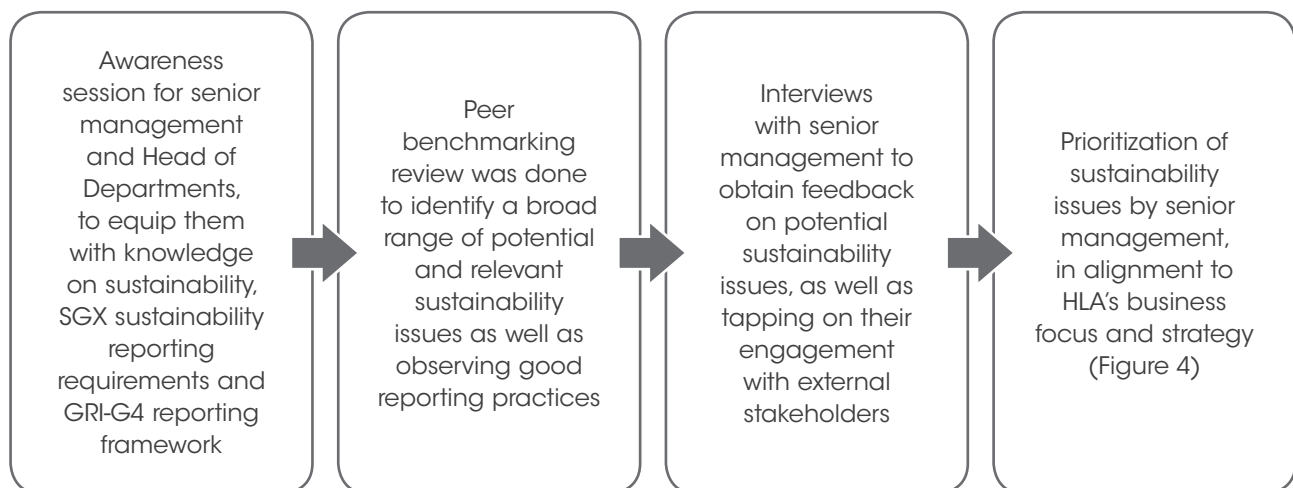 Awareness
session for senior
management
and Head of
Departments,
to equip them
with knowledge
on sustainability,
SGX sustainability
reporting
requirements and
GRI-G4 reporting
framework
Peer
benchmarking
review was done
to identify a broad
range of potential
and relevant
sustainability
issues as well as
observing good
reporting practices
Interviews
with senior
management to
obtain feedback
on potential
sustainability
issues, as well as
tapping on their
engagement
with external
stakeholders
Prioritization of
sustainability
issues by senior
management,
in alignment to
HLA's business
focus and strategy
(Figure 4)